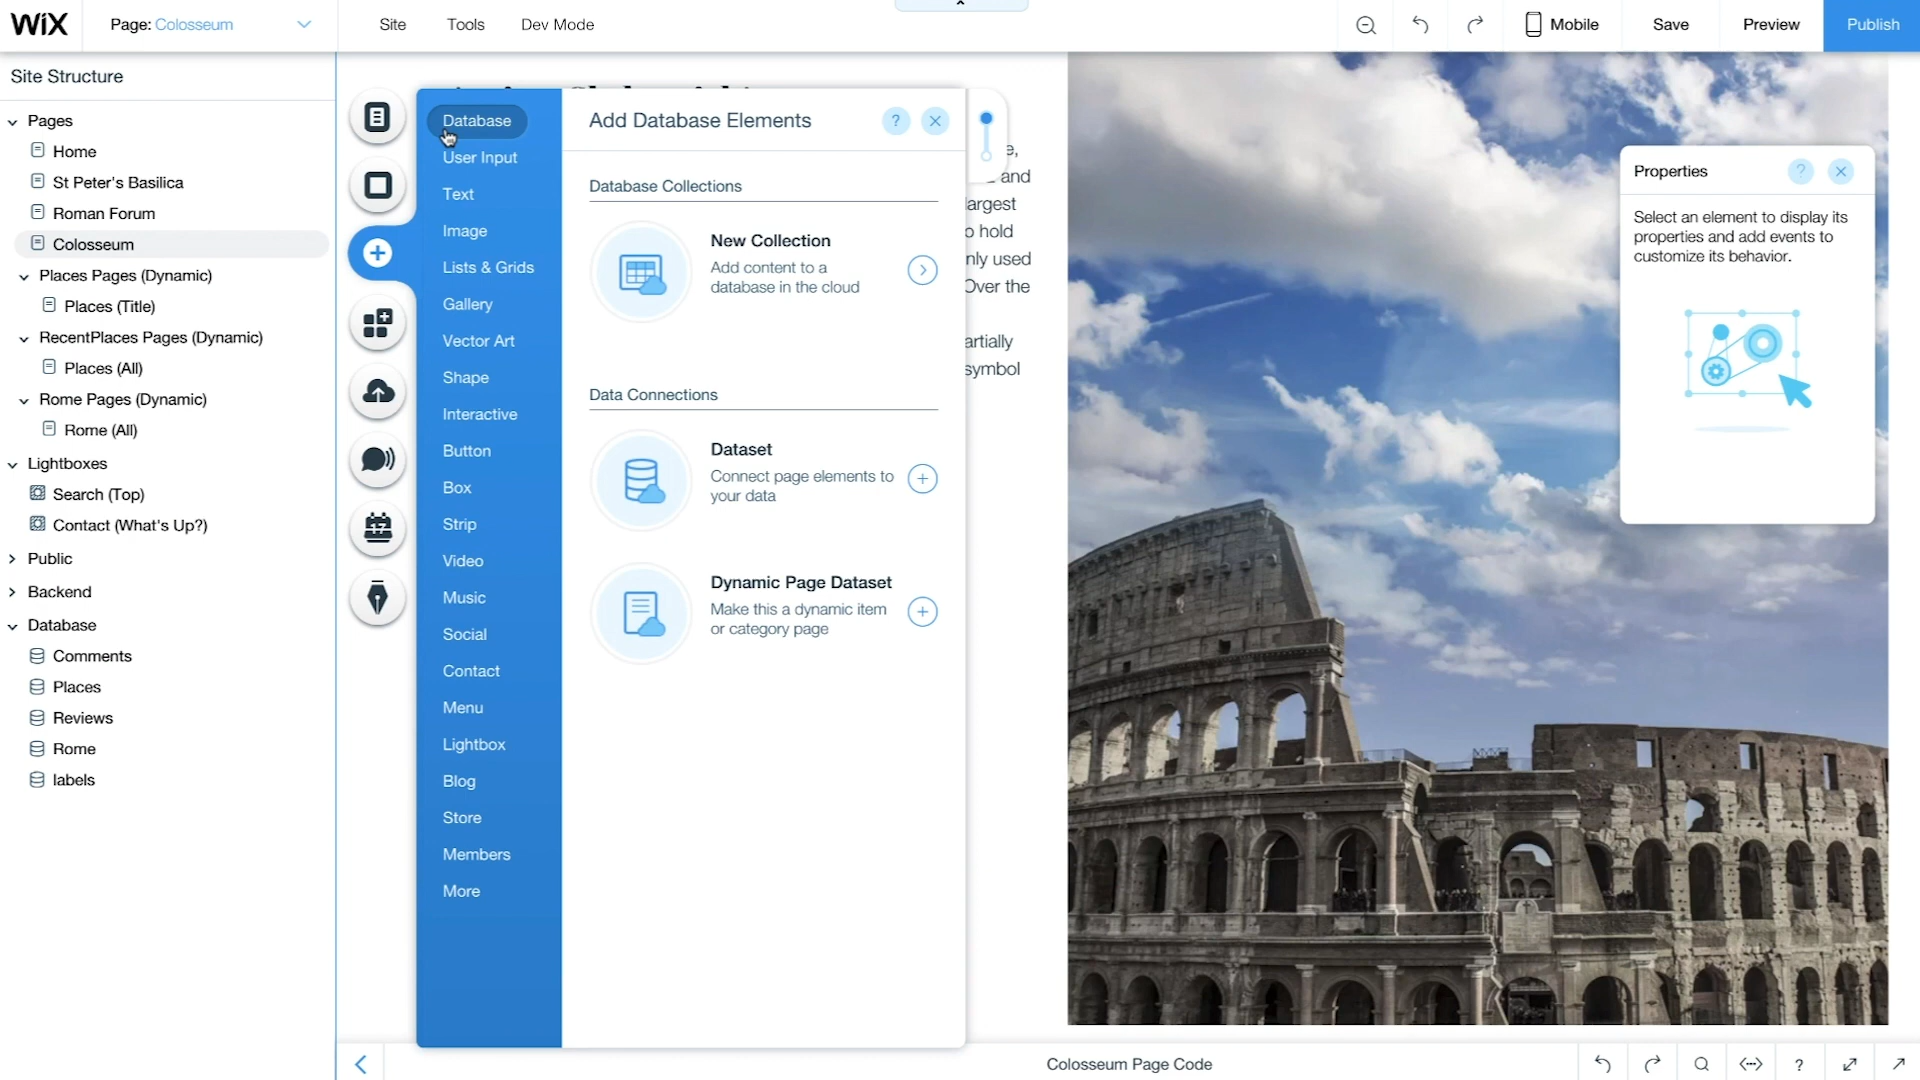 WiX
Page: Colosseum
Site
Tools
Dev Mode
Mobile
Save
Preview
Publish
Site Structure
Pages
Home
St Peter's Basilica
Roman Forum
Colosseum
Places Pages (Dynamic)
Places (Title)
RecentPlaces Pages (Dynamic)
Places (All)
Rome Pages (Dynamic)
Rome (All)
Lightboxes
Search (Top)
Contact (What's Up?)
Public
Backend
Database
Comments
Places
Reviews
Rome
labels
17
Database
User Input
Text
Image
Lists & Grids
Gallery
Vector Art
Shape
Interactive
Button
Box
Strip
Video
Music
Social
Contact
Menu
Lightbox
Blog
Store
Members
More
Add Database Elements
?
Database Collections
New Collection
Add content to a
database in the cloud
Data Connections
Dataset
Connect page elements to
your data
Dynamic Page Dataset
Make this a dynamic item
or category page
e,
and
largest
o hold
nly used
Over the
artially
symbol
Properties
?
Select an element to display its
properties and add events to
customize its behavior.
Colosseum Page Code
?